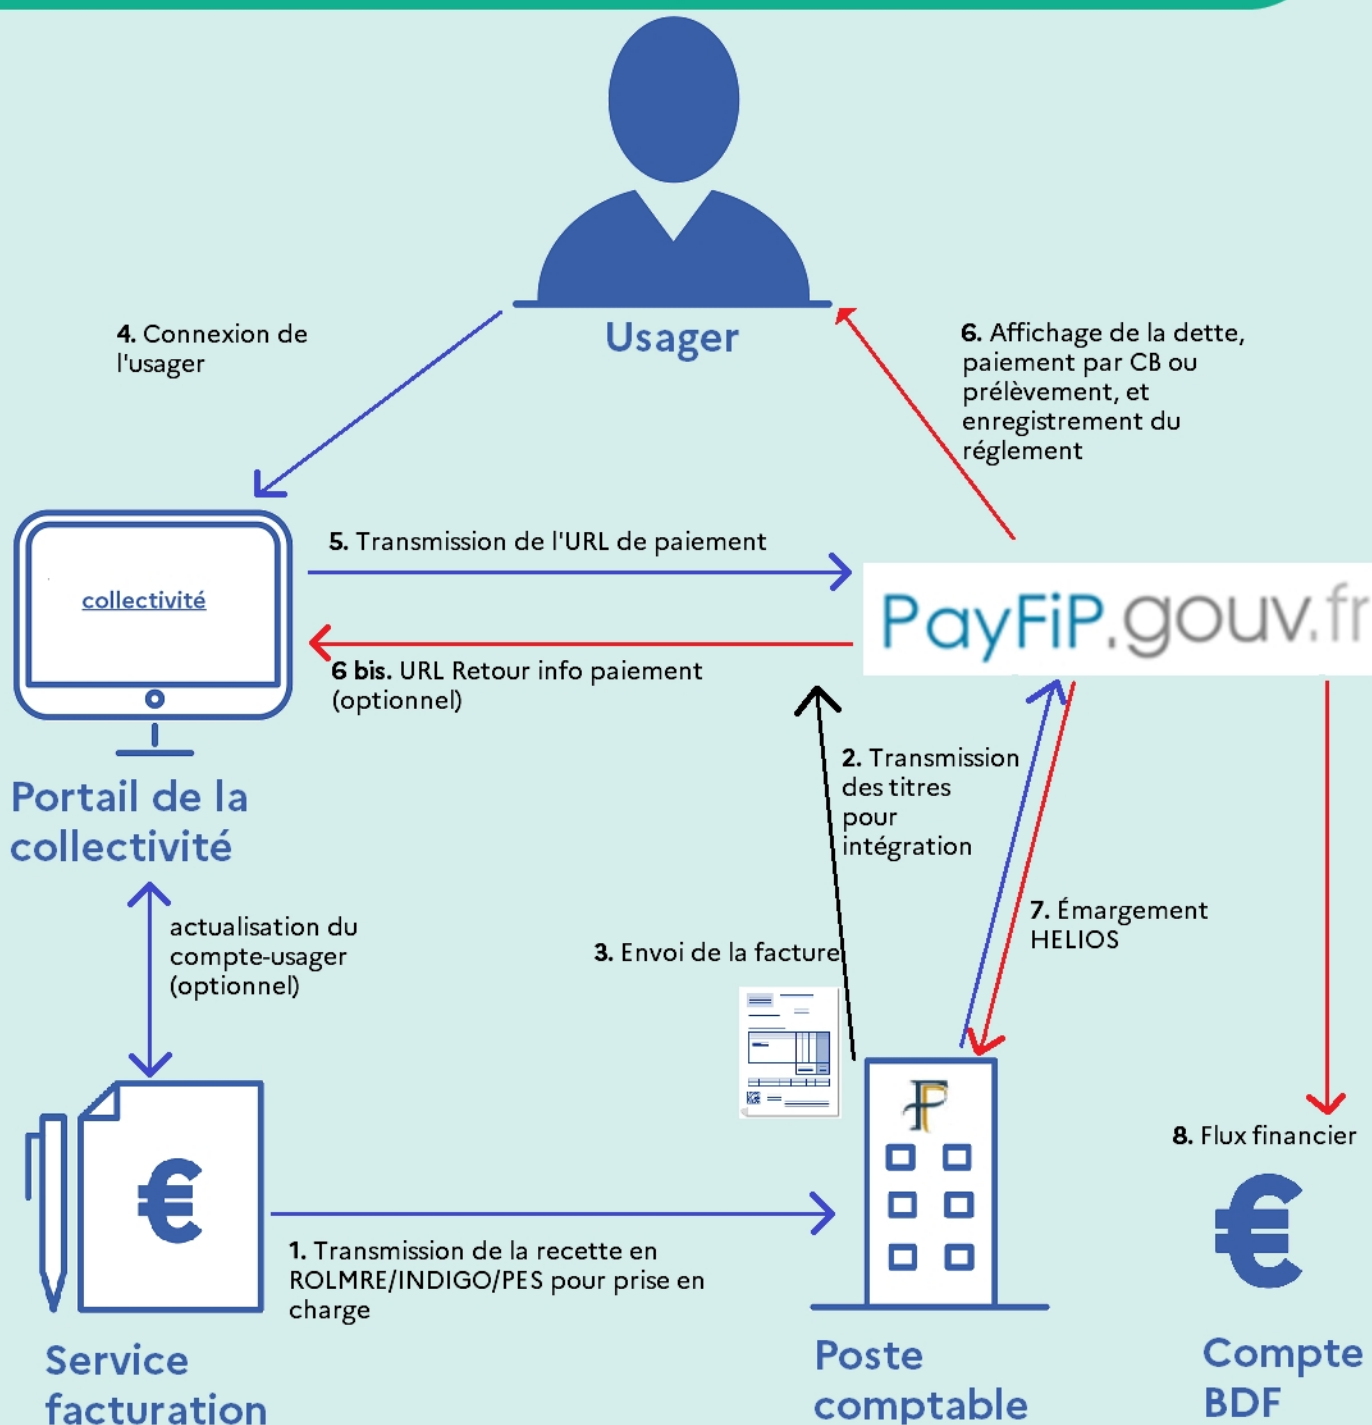 Usager
4. Connexion de
l'usager
6. Affichage de la dette,
paiement par CB ou
prélèvement, et
enregistrement du
réglement
5. Transmission de l'URL de paiement
collectivité
PayFiP.gouv.fr
6 bis. URL Retour info paiement
(optionnel)
Portail de la
collectivité
2. Transmission
des titres
pour
intégration
actualisation du
compte-usager
(optionnel)
3. Envoi de la facture
7. Émargement
HELIOS
8. Flux financier
€
€
1. Transmission de la recette en
ROLMRE/INDIGO/PES pour prise en
charge
Service
facturation
Poste
comptable
Compte
BDF